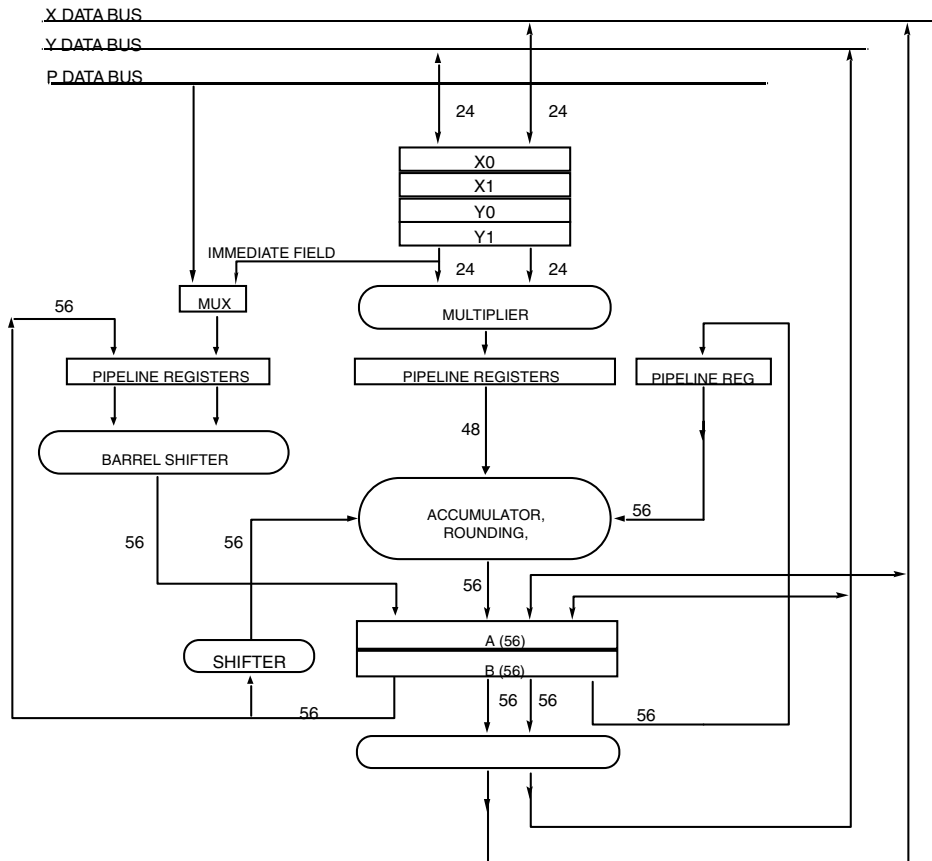 X DATA BUS
Y DATA BUS
P DATA BUS
24 24
X0
X1
Y0
Y1
IMMEDIATE FIELD
24 24
MUX
56
MULTIPLIER
PIPELINE REGISTERS
PIPELINE REGISTERS
PIPELINE REG
48
BARREL SHIFTER
ACCUMULATOR,
ROUNDING,
56
56
56
56
A (56)
SHIFTER
B (56)
56
56
56
56